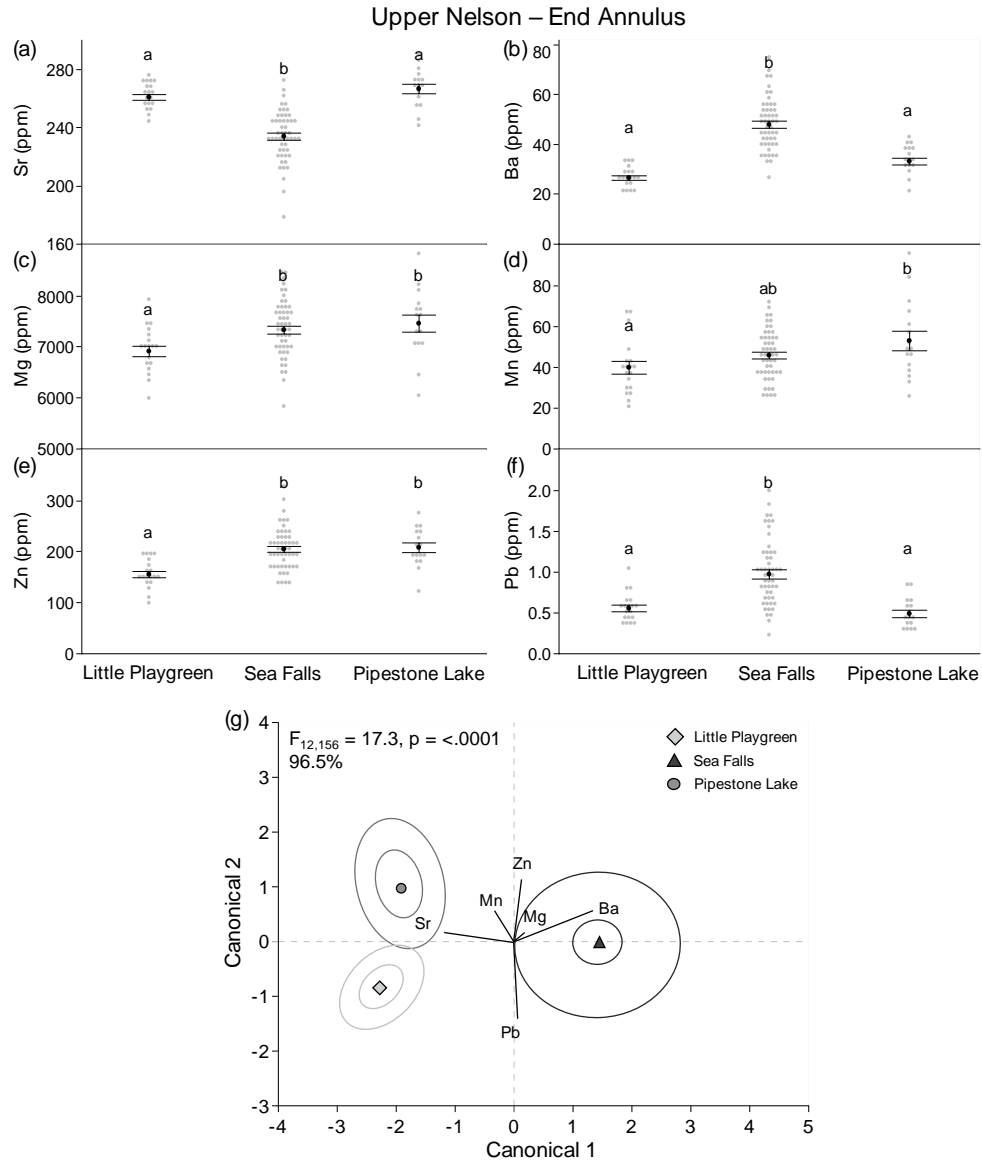 Upper Nelson – End Annulus
(a)
Sr (ppm)
280
240
200
160
a
b
a
(b)
Ba (ppm)
80
60
40
20
0
a
b
a
(c)
Mg (ppm)
8000
7000
6000
5000
a
b
b
(d)
Mn (ppm)
80
60
40
20
0
a
ab
b
(e)
Zn (ppm)
300
200
100
0
a
b
b
(f)
Pb (ppm)
2.0
1.5
1.0
0.5
0.0
a
b
a
Little Playgreen Sea Falls Pipestone Lake
Little Playgreen Sea Falls Pipestone Lake
(g)
F12,156 = 17.3, p = <.0001
96.5%
Little Playgreen
Sea Falls
Pipestone Lake
Canonical 2
4
3
2
1
0
-1
-2
-3
Zn
Mn
Mg
Ba
Sr
Pb
-4 -3 -2 -1 0 1 2 3 4 5
Canonical 1